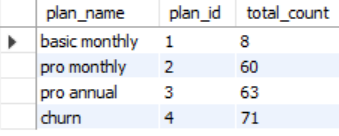 plan_name plan_id total_count
basic monthly 1 8
pro monthly 2 60
pro annual 3 63
churn 4 71